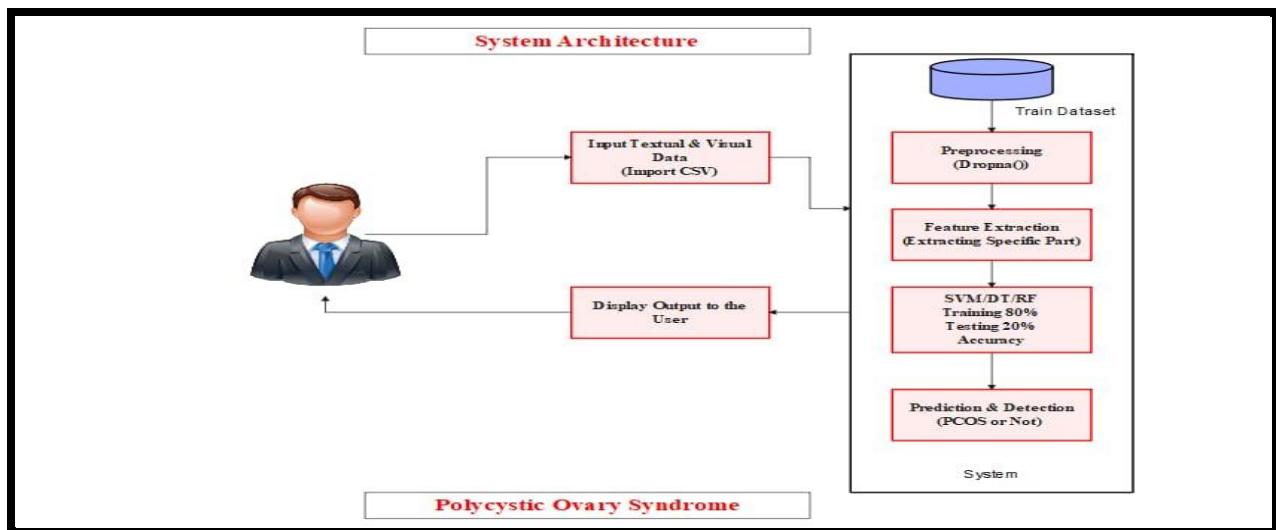 System Architecture
Train Dataset
Input Textual & Visual
Data
(Import CSV)
Preprocessing
(Dropna())
Feature Extraction
(Extracting Specific Part)
Display Output to the
User
SVM/DT/RF
Training 80%
Testing 20%
Accuracy
Prediction & Detection
(PCOS or Not)
System
Polycystic Ovary Syndrome